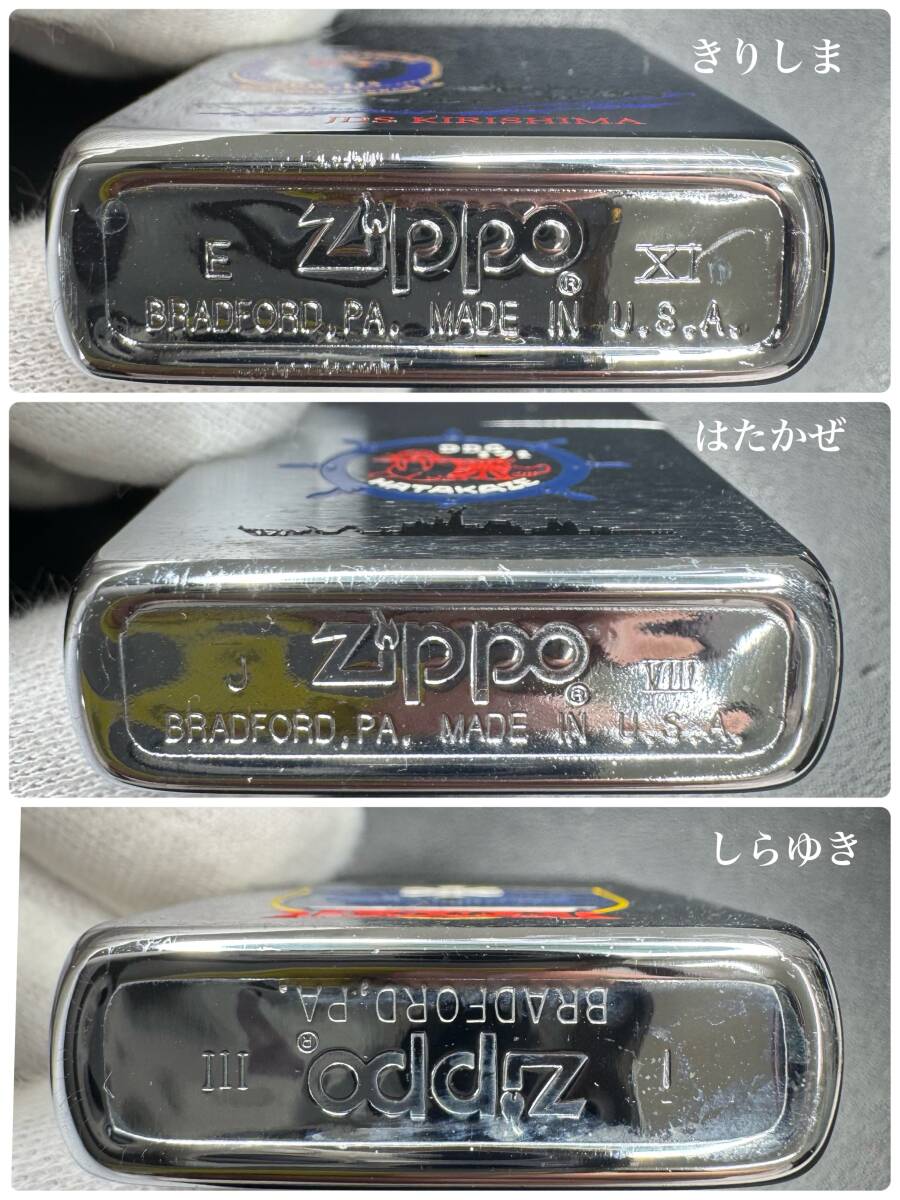 きりしま
JDS KIRISHIMA
E Zippo® XI
BRADFORD,PA. MADE IN U.S.A.
はたかぜ
HATAKAZE
J Zippo® VIII
BRADFORD,PA. MADE IN U.S.A.
しらゆき
BRADFORD,PA.
I Zippo® III